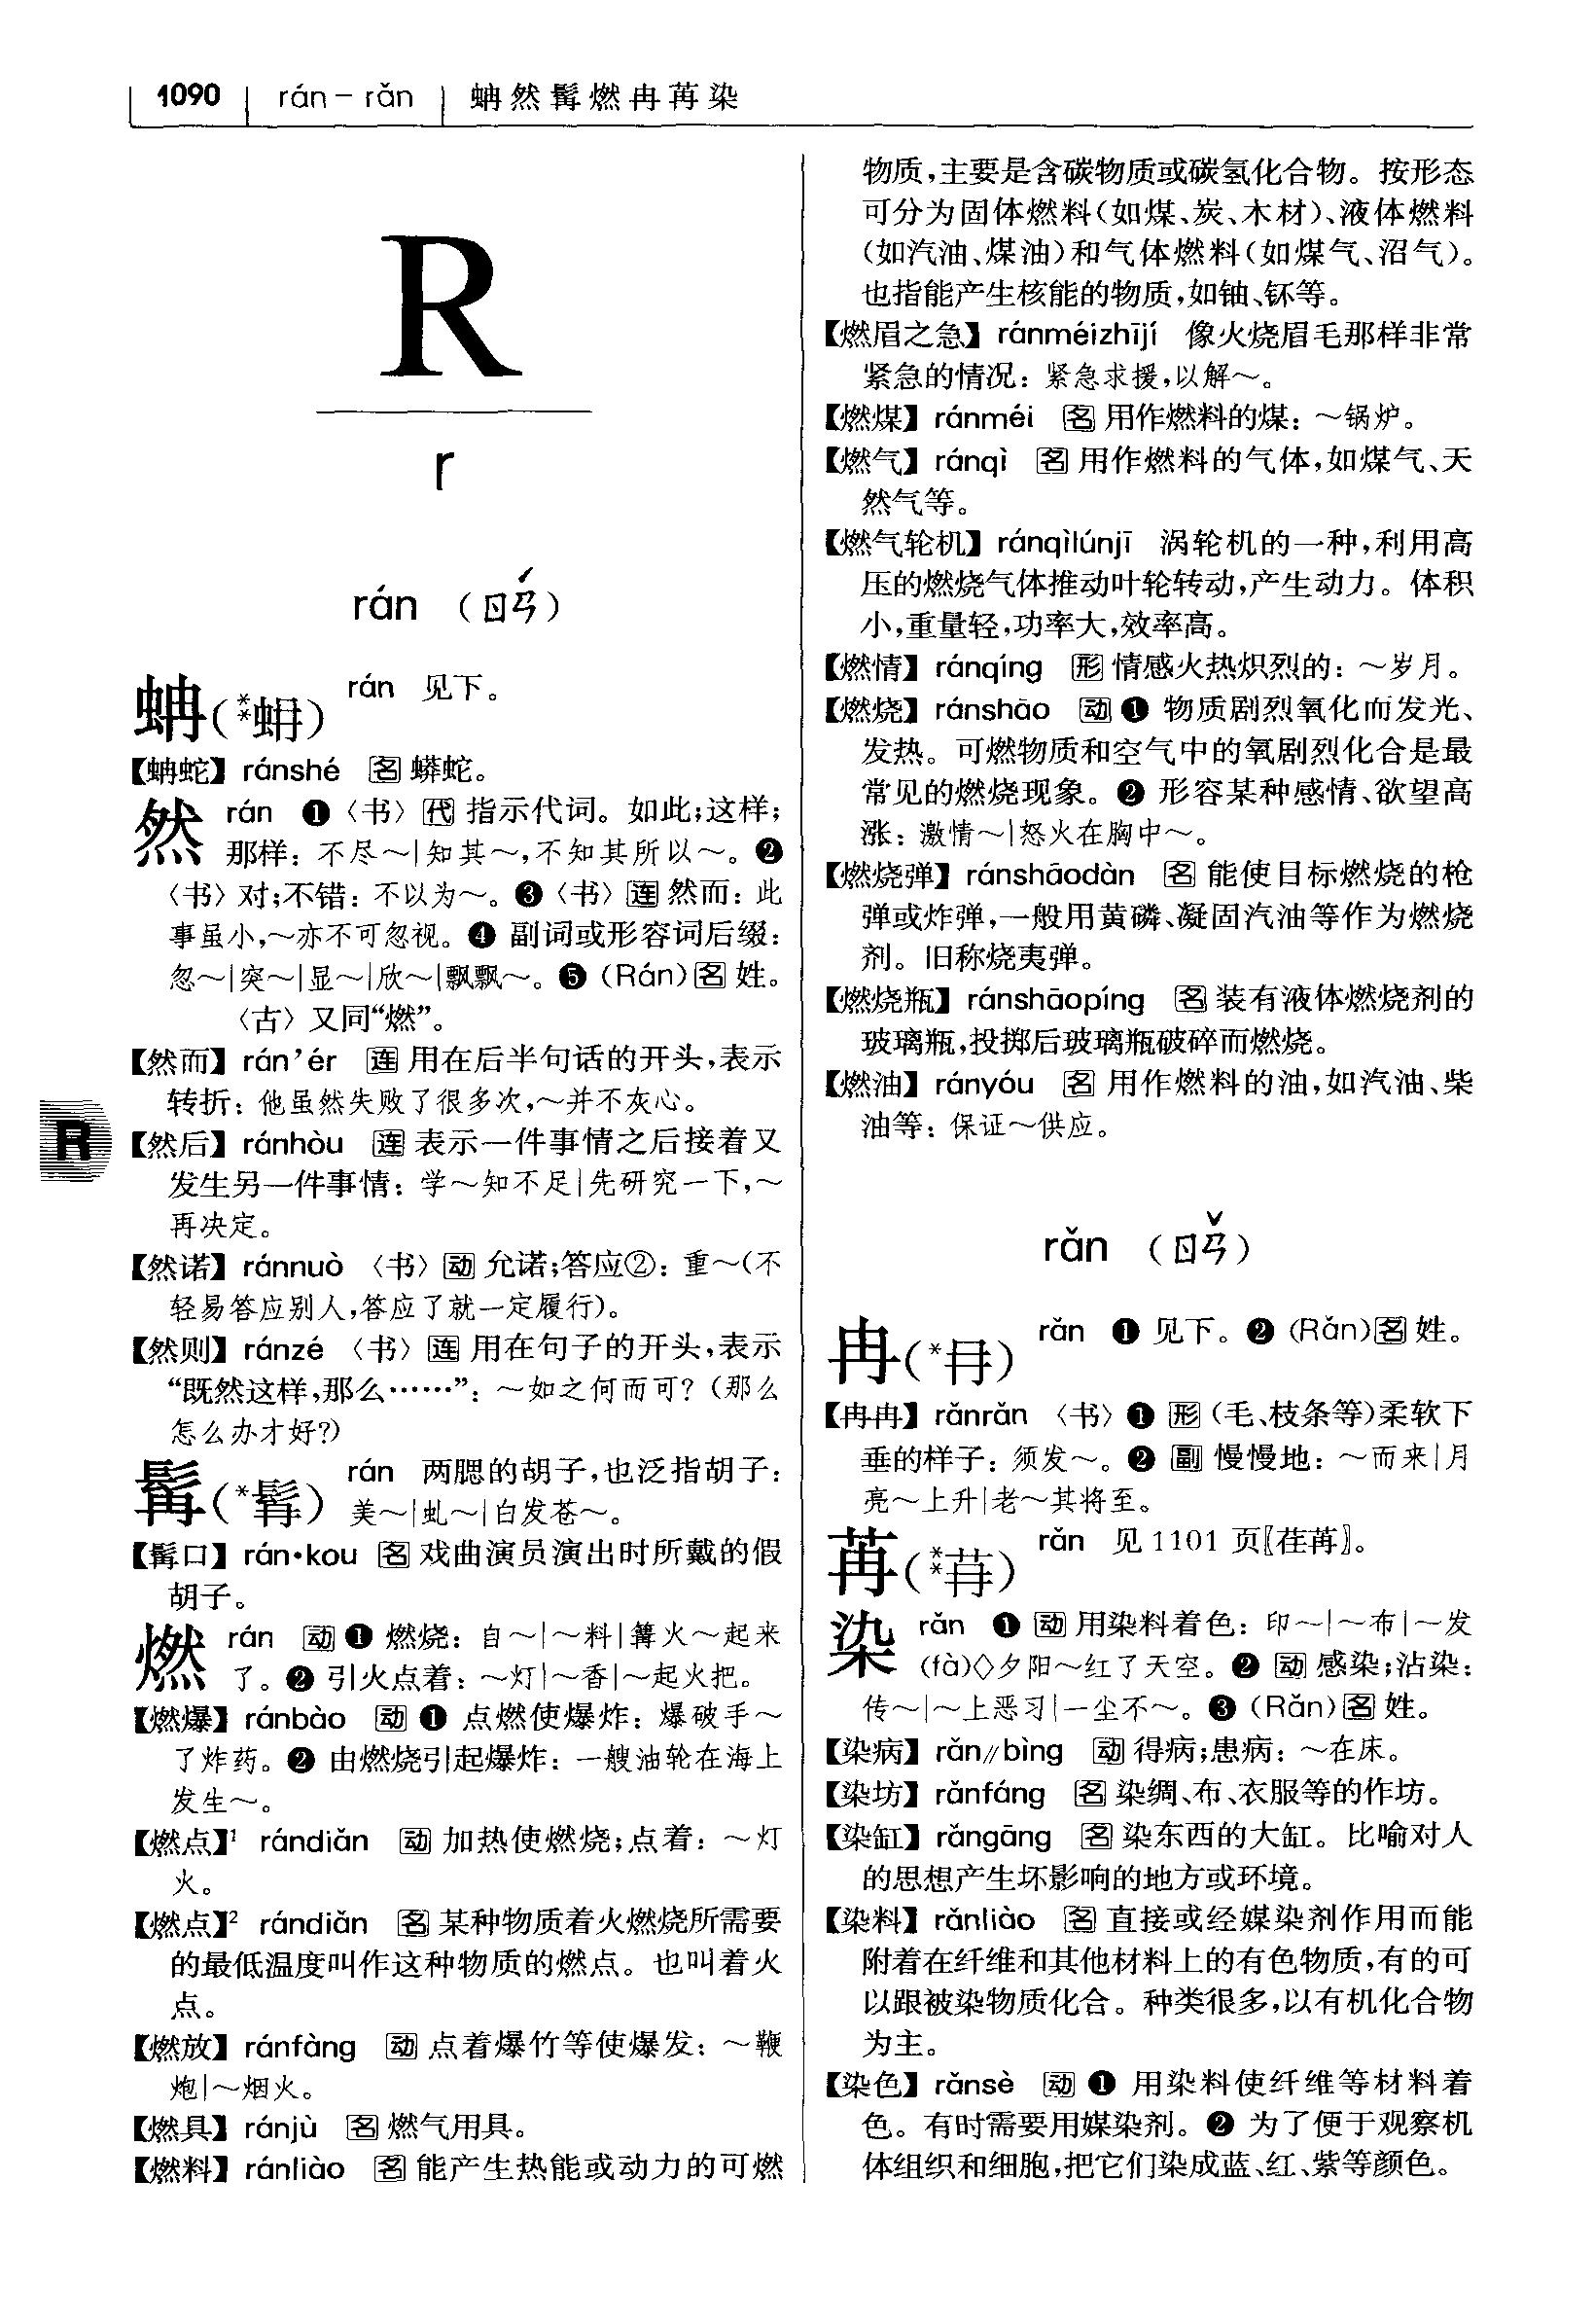 1090 rán－rǎn 蚺然髯燃冉苒染
R
r
rán （ㄖㄢˊ）
蚺(**蚦) rán 见下。
【蚺蛇】ránshé 名 蟒蛇。
然 rán ❶〈书〉代 指示代词。如此;这样;
那样：不尽～|知其～,不知其所以～。❷
〈书〉对;不错：不以为～。❸〈书〉连 然而：此
事虽小,～亦不可忽视。❹ 副词或形容词后缀：
忽～|突～|显～|欣～|飘飘～。❺ (Rán)名 姓。
〈古〉又同“燃”。
【然而】rán’ér 连 用在后半句话的开头,表示
转折：他虽然失败了很多次,～并不灰心。
【然后】ránhòu 连 表示一件事情之后接着又
发生另一件事情：学～知不足|先研究一下,～
再决定。
【然诺】ránnuò 〈书〉动 允诺;答应②：重～(不
轻易答应别人,答应了就一定履行)。
【然则】ránzé 〈书〉连 用在句子的开头,表示
“既然这样,那么……”：～如之何而可? (那么
怎么办才好?)
髯(*髥) rán 两腮的胡子,也泛指胡子：
美～|虬～|白发苍～。
【髯口】rán·kou 名 戏曲演员演出时所戴的假
胡子。
燃 rán 动 ❶ 燃烧：自～|～料|篝火～起来
了。❷ 引火点着：～灯|～香|～起火把。
【燃爆】ránbào 动 ❶ 点燃使爆炸：爆破手～
了炸药。❷ 由燃烧引起爆炸：一艘油轮在海上
发生～。
【燃点】¹ rándiǎn 动 加热使燃烧;点着：～灯
火。
【燃点】² rándiǎn 名 某种物质着火燃烧所需要
的最低温度叫作这种物质的燃点。也叫着火
点。
【燃放】ránfàng 动 点着爆竹等使爆发：～鞭
炮|～烟火。
【燃具】ránjù 名 燃气用具。
【燃料】ránliào 名 能产生热能或动力的可燃
物质,主要是含碳物质或碳氢化合物。按形态
可分为固体燃料(如煤、炭、木材)、液体燃料
(如汽油、煤油)和气体燃料(如煤气、沼气)。
也指能产生核能的物质,如铀、钚等。
【燃眉之急】ránméizhījí 像火烧眉毛那样非常
紧急的情况：紧急求援,以解～。
【燃煤】ránméi 名 用作燃料的煤：～锅炉。
【燃气】ránqì 名 用作燃料的气体,如煤气、天
然气等。
【燃气轮机】ránqìlúnjī 涡轮机的一种,利用高
压的燃烧气体推动叶轮转动,产生动力。体积
小,重量轻,功率大,效率高。
【燃情】ránqíng 形 情感火热炽烈的：～岁月。
【燃烧】ránshāo 动 ❶ 物质剧烈氧化而发光、
发热。可燃物质和空气中的氧剧烈化合是最
常见的燃烧现象。❷ 形容某种感情、欲望高
涨：激情～|怒火在胸中～。
【燃烧弹】ránshāodàn 名 能使目标燃烧的枪
弹或炸弹,一般用黄磷、凝固汽油等作为燃烧
剂。旧称烧夷弹。
【燃烧瓶】ránshāopíng 名 装有液体燃烧剂的
玻璃瓶,投掷后玻璃瓶破碎而燃烧。
【燃油】rányóu 名 用作燃料的油,如汽油、柴
油等：保证～供应。
R
rǎn （ㄖㄢˇ）
冉(*冄) rǎn ❶ 见下。❷ (Rǎn)名 姓。
【冉冉】rǎnrǎn 〈书〉❶ 形 (毛、枝条等)柔软下
垂的样子：须发～。❷ 副 慢慢地：～而来|月
亮～上升|老～其将至。
苒(**苒) rǎn 见 1101 页〖荏苒〗。
染 rǎn ❶ 动 用染料着色：印～|～布|～发
(fà)◇夕阳～红了天空。❷ 动 感染;沾染：
传～|～上恶习|一尘不～。❸ (Rǎn)名 姓。
【染病】rǎn//bìng 动 得病;患病：～在床。
【染坊】rǎnfáng 名 染绸、布、衣服等的作坊。
【染缸】rǎngāng 名 染东西的大缸。比喻对人
的思想产生坏影响的地方或环境。
【染料】rǎnliào 名 直接或经媒染剂作用而能
附着在纤维和其他材料上的有色物质,有的可
以跟被染物质化合。种类很多,以有机化合物
为主。
【染色】rǎnsè 动 ❶ 用染料使纤维等材料着
色。有时需要用媒染剂。❷ 为了便于观察机
体组织和细胞,把它们染成蓝、红、紫等颜色。